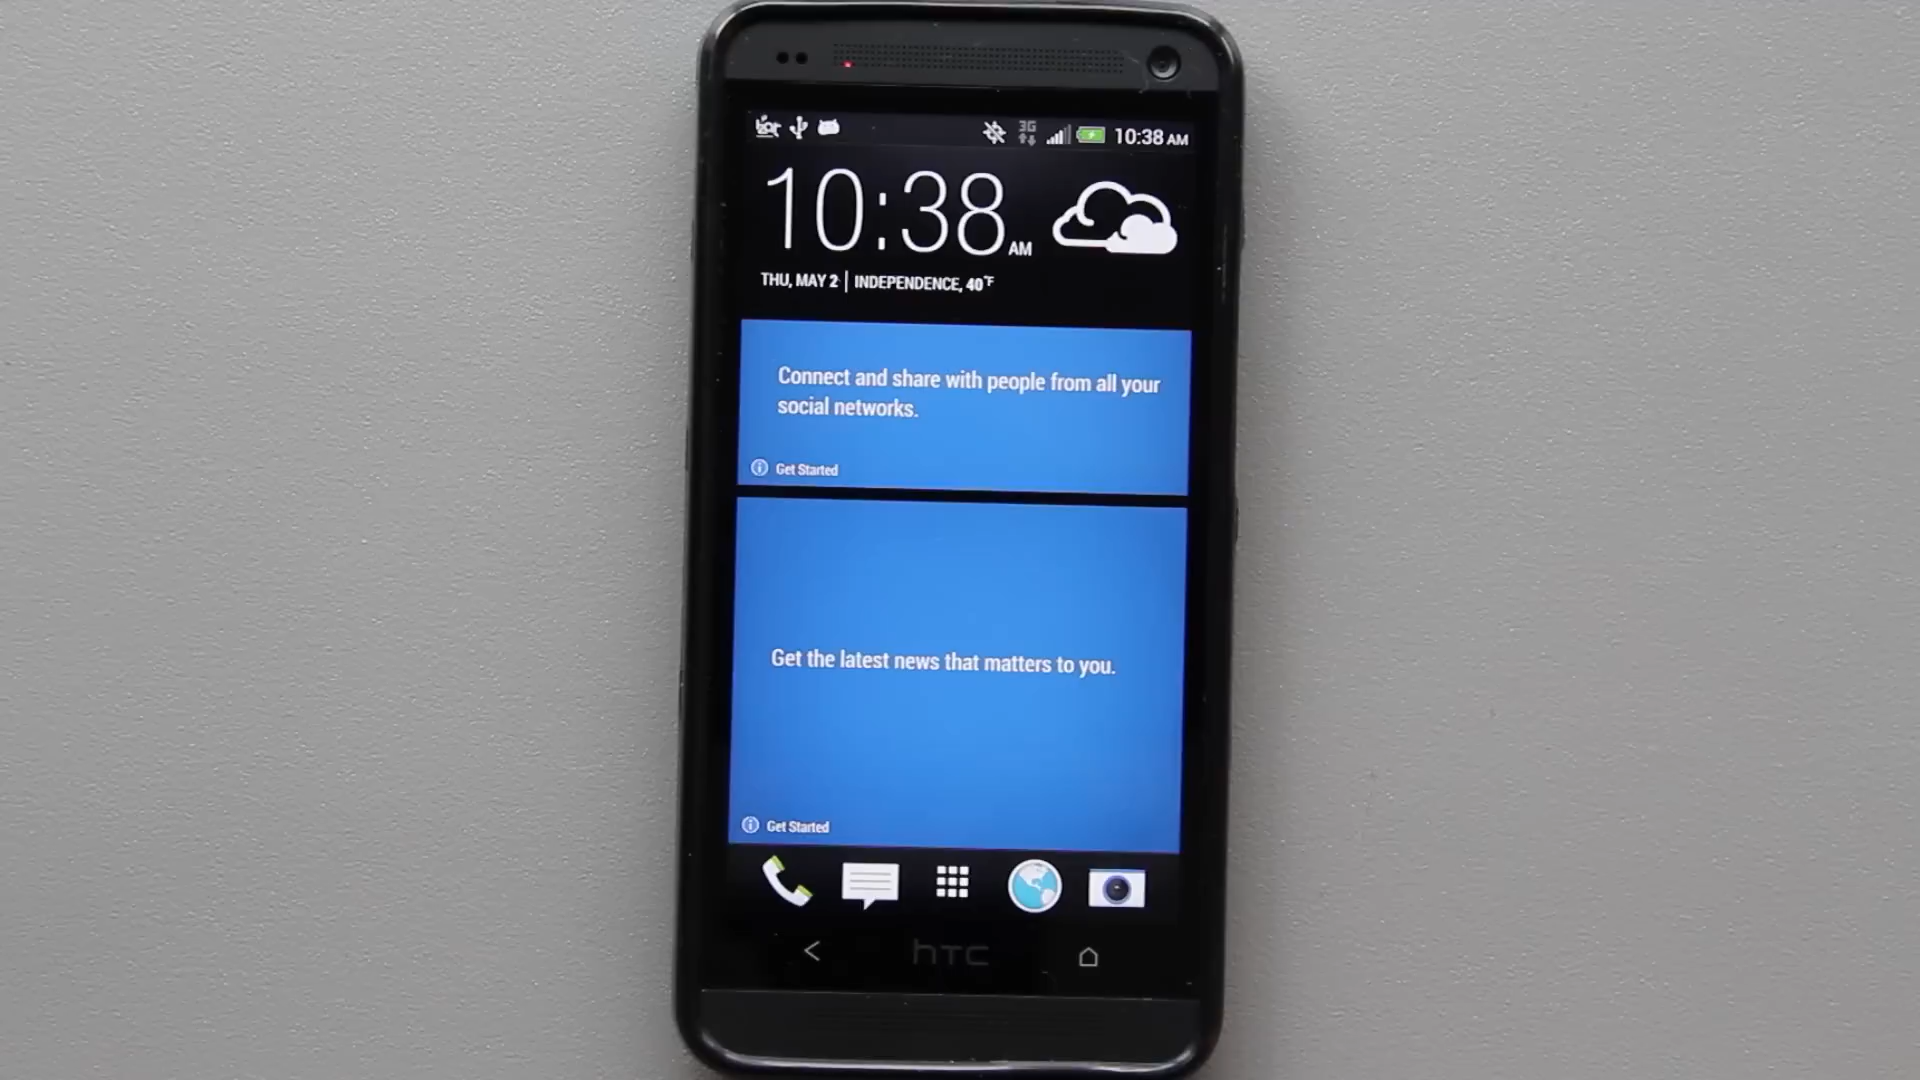 3G
10:38 AM
10:38 AM
THU, MAY 2 | INDEPENDENCE, 40°F
Connect and share with people from all your
social networks.
Get Started
Get the latest news that matters to you.
Get Started
hTC